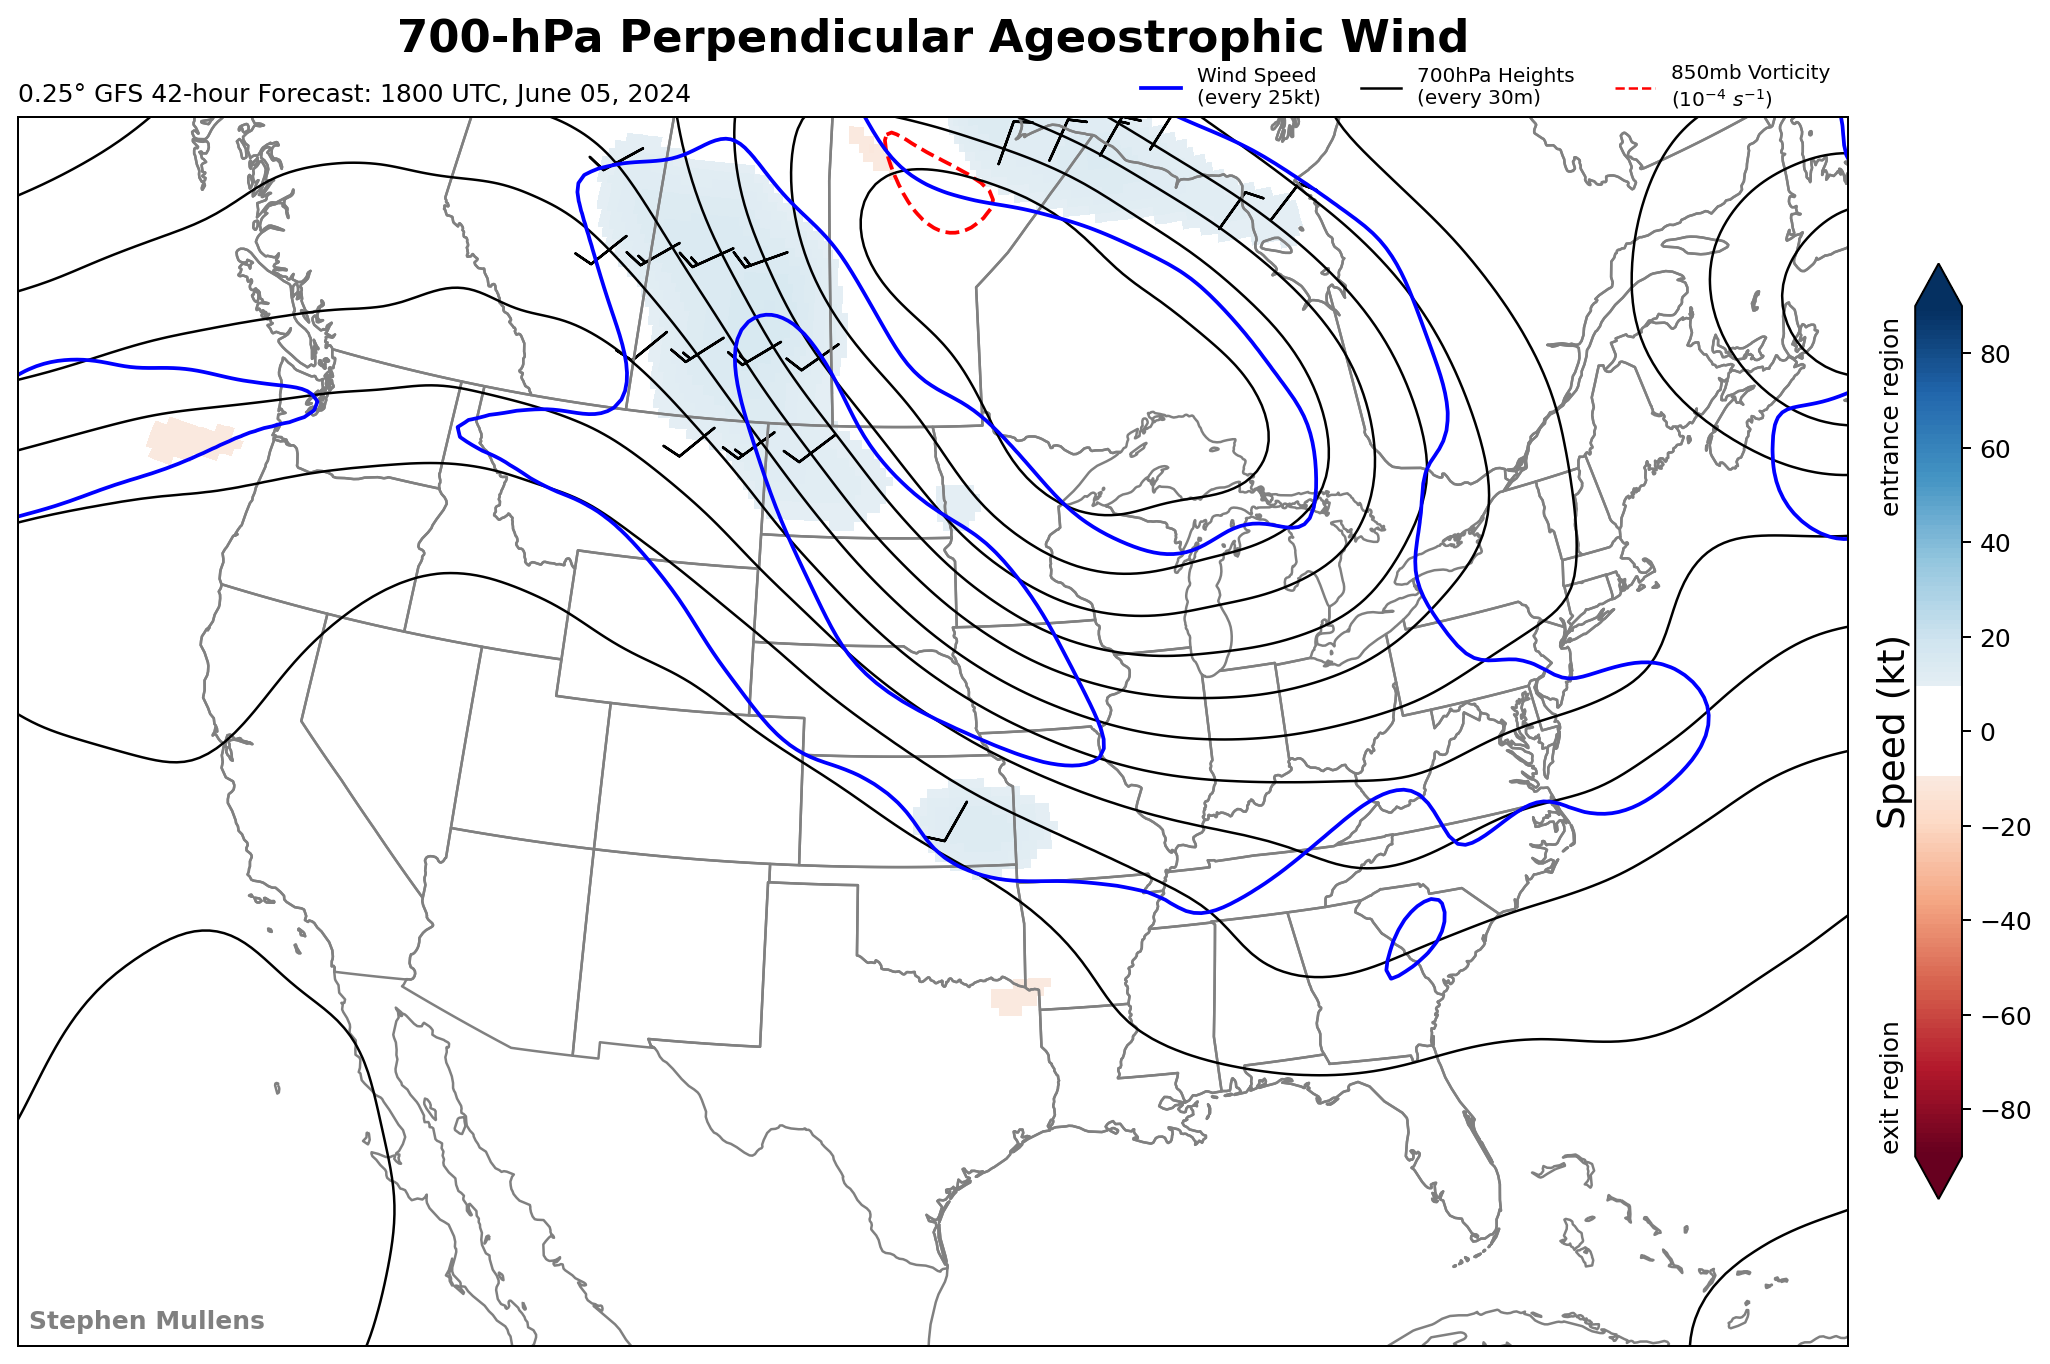 700-hPa Perpendicular Ageostrophic Wind
0.25° GFS 42-hour Forecast: 1800 UTC, June 05, 2024
Wind Speed
(every 25kt)
700hPa Heights
(every 30m)
850mb Vorticity
(10⁻⁴ s⁻¹)
entrance region
Speed (kt)
exit region
80
60
40
20
0
−20
−40
−60
−80
Stephen Mullens